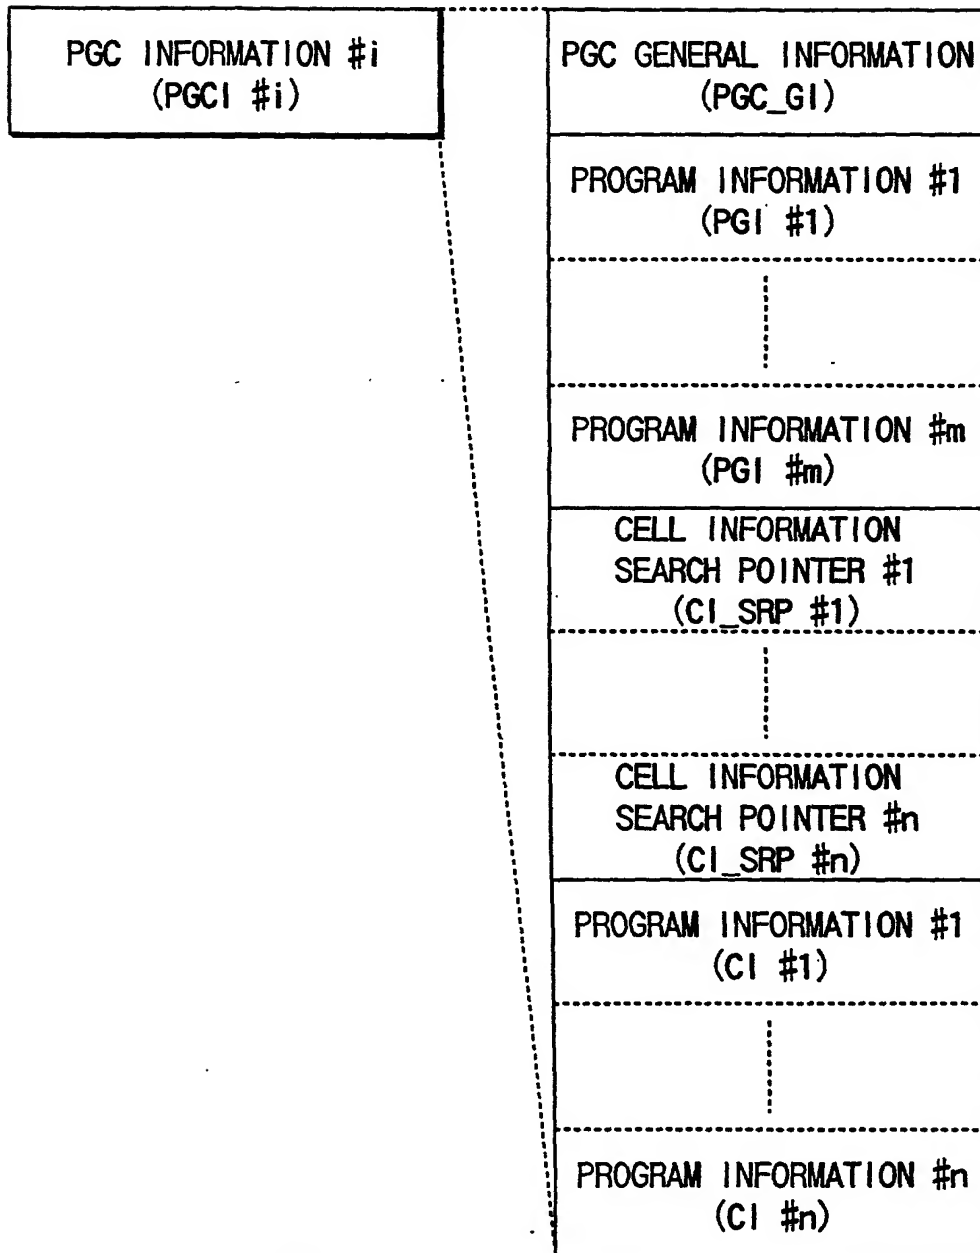 PGC INFORMATION #i
(PGCI #i)
PGC GENERAL INFORMATION
(PGC_GI)
PROGRAM INFORMATION #1
(PGI #1)
PROGRAM INFORMATION #m
(PGI #m)
CELL INFORMATION
SEARCH POINTER #1
(CI_SRP #1)
CELL INFORMATION
SEARCH POINTER #n
(CI_SRP #n)
PROGRAM INFORMATION #1
(CI #1)
PROGRAM INFORMATION #n
(CI #n)